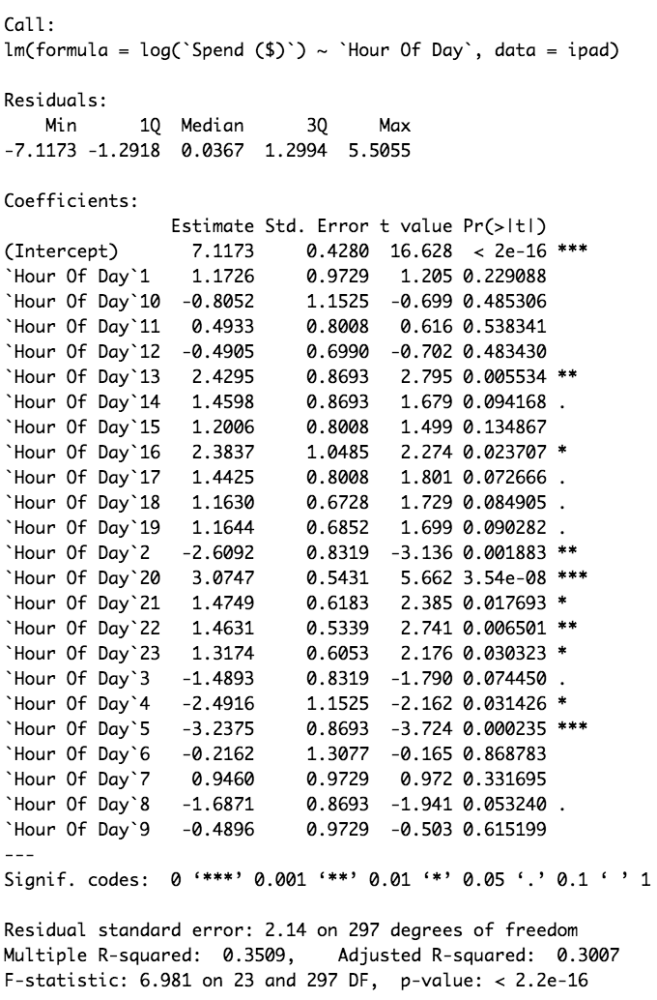 Call:
lm(formula = log(`Spend ($)`) ~ `Hour Of Day`, data = ipad)
Residuals:
Min 1Q Median 3Q Max
-7.1173 -1.2918 0.0367 1.2994 5.5055
Coefficients:
Estimate Std. Error t value Pr(>|t|)
(Intercept) 7.1173 0.4280 16.628 < 2e-16 ***
`Hour Of Day`1 1.1726 0.9729 1.205 0.229088
`Hour Of Day`10 -0.8052 1.1525 -0.699 0.485306
`Hour Of Day`11 0.4933 0.8008 0.616 0.538341
`Hour Of Day`12 -0.4905 0.6990 -0.702 0.483430
`Hour Of Day`13 2.4295 0.8693 2.795 0.005534 **
`Hour Of Day`14 1.4598 0.8693 1.679 0.094168 .
`Hour Of Day`15 1.2006 0.8008 1.499 0.134867
`Hour Of Day`16 2.3837 1.0485 2.274 0.023707 *
`Hour Of Day`17 1.4425 0.8008 1.801 0.072666 .
`Hour Of Day`18 1.1630 0.6728 1.729 0.084905 .
`Hour Of Day`19 1.1644 0.6852 1.699 0.090282 .
`Hour Of Day`2 -2.6092 0.8319 -3.136 0.001883 **
`Hour Of Day`20 3.0747 0.5431 5.662 3.54e-08 ***
`Hour Of Day`21 1.4749 0.6183 2.385 0.017693 *
`Hour Of Day`22 1.4631 0.5339 2.741 0.006501 **
`Hour Of Day`23 1.3174 0.6053 2.176 0.030323 *
`Hour Of Day`3 -1.4893 0.8319 -1.790 0.074450 .
`Hour Of Day`4 -2.4916 1.1525 -2.162 0.031426 *
`Hour Of Day`5 -3.2375 0.8693 -3.724 0.000235 ***
`Hour Of Day`6 -0.2162 1.3077 -0.165 0.868783
`Hour Of Day`7 0.9460 0.9729 0.972 0.331695
`Hour Of Day`8 -1.6871 0.8693 -1.941 0.053240 .
`Hour Of Day`9 -0.4896 0.9729 -0.503 0.615199
---
Signif. codes: 0 ‘***’ 0.001 ‘**’ 0.01 ‘*’ 0.05 ‘.’ 0.1 ‘ ’ 1
Residual standard error: 2.14 on 297 degrees of freedom
Multiple R-squared: 0.3509, Adjusted R-squared: 0.3007
F-statistic: 6.981 on 23 and 297 DF, p-value: < 2.2e-16